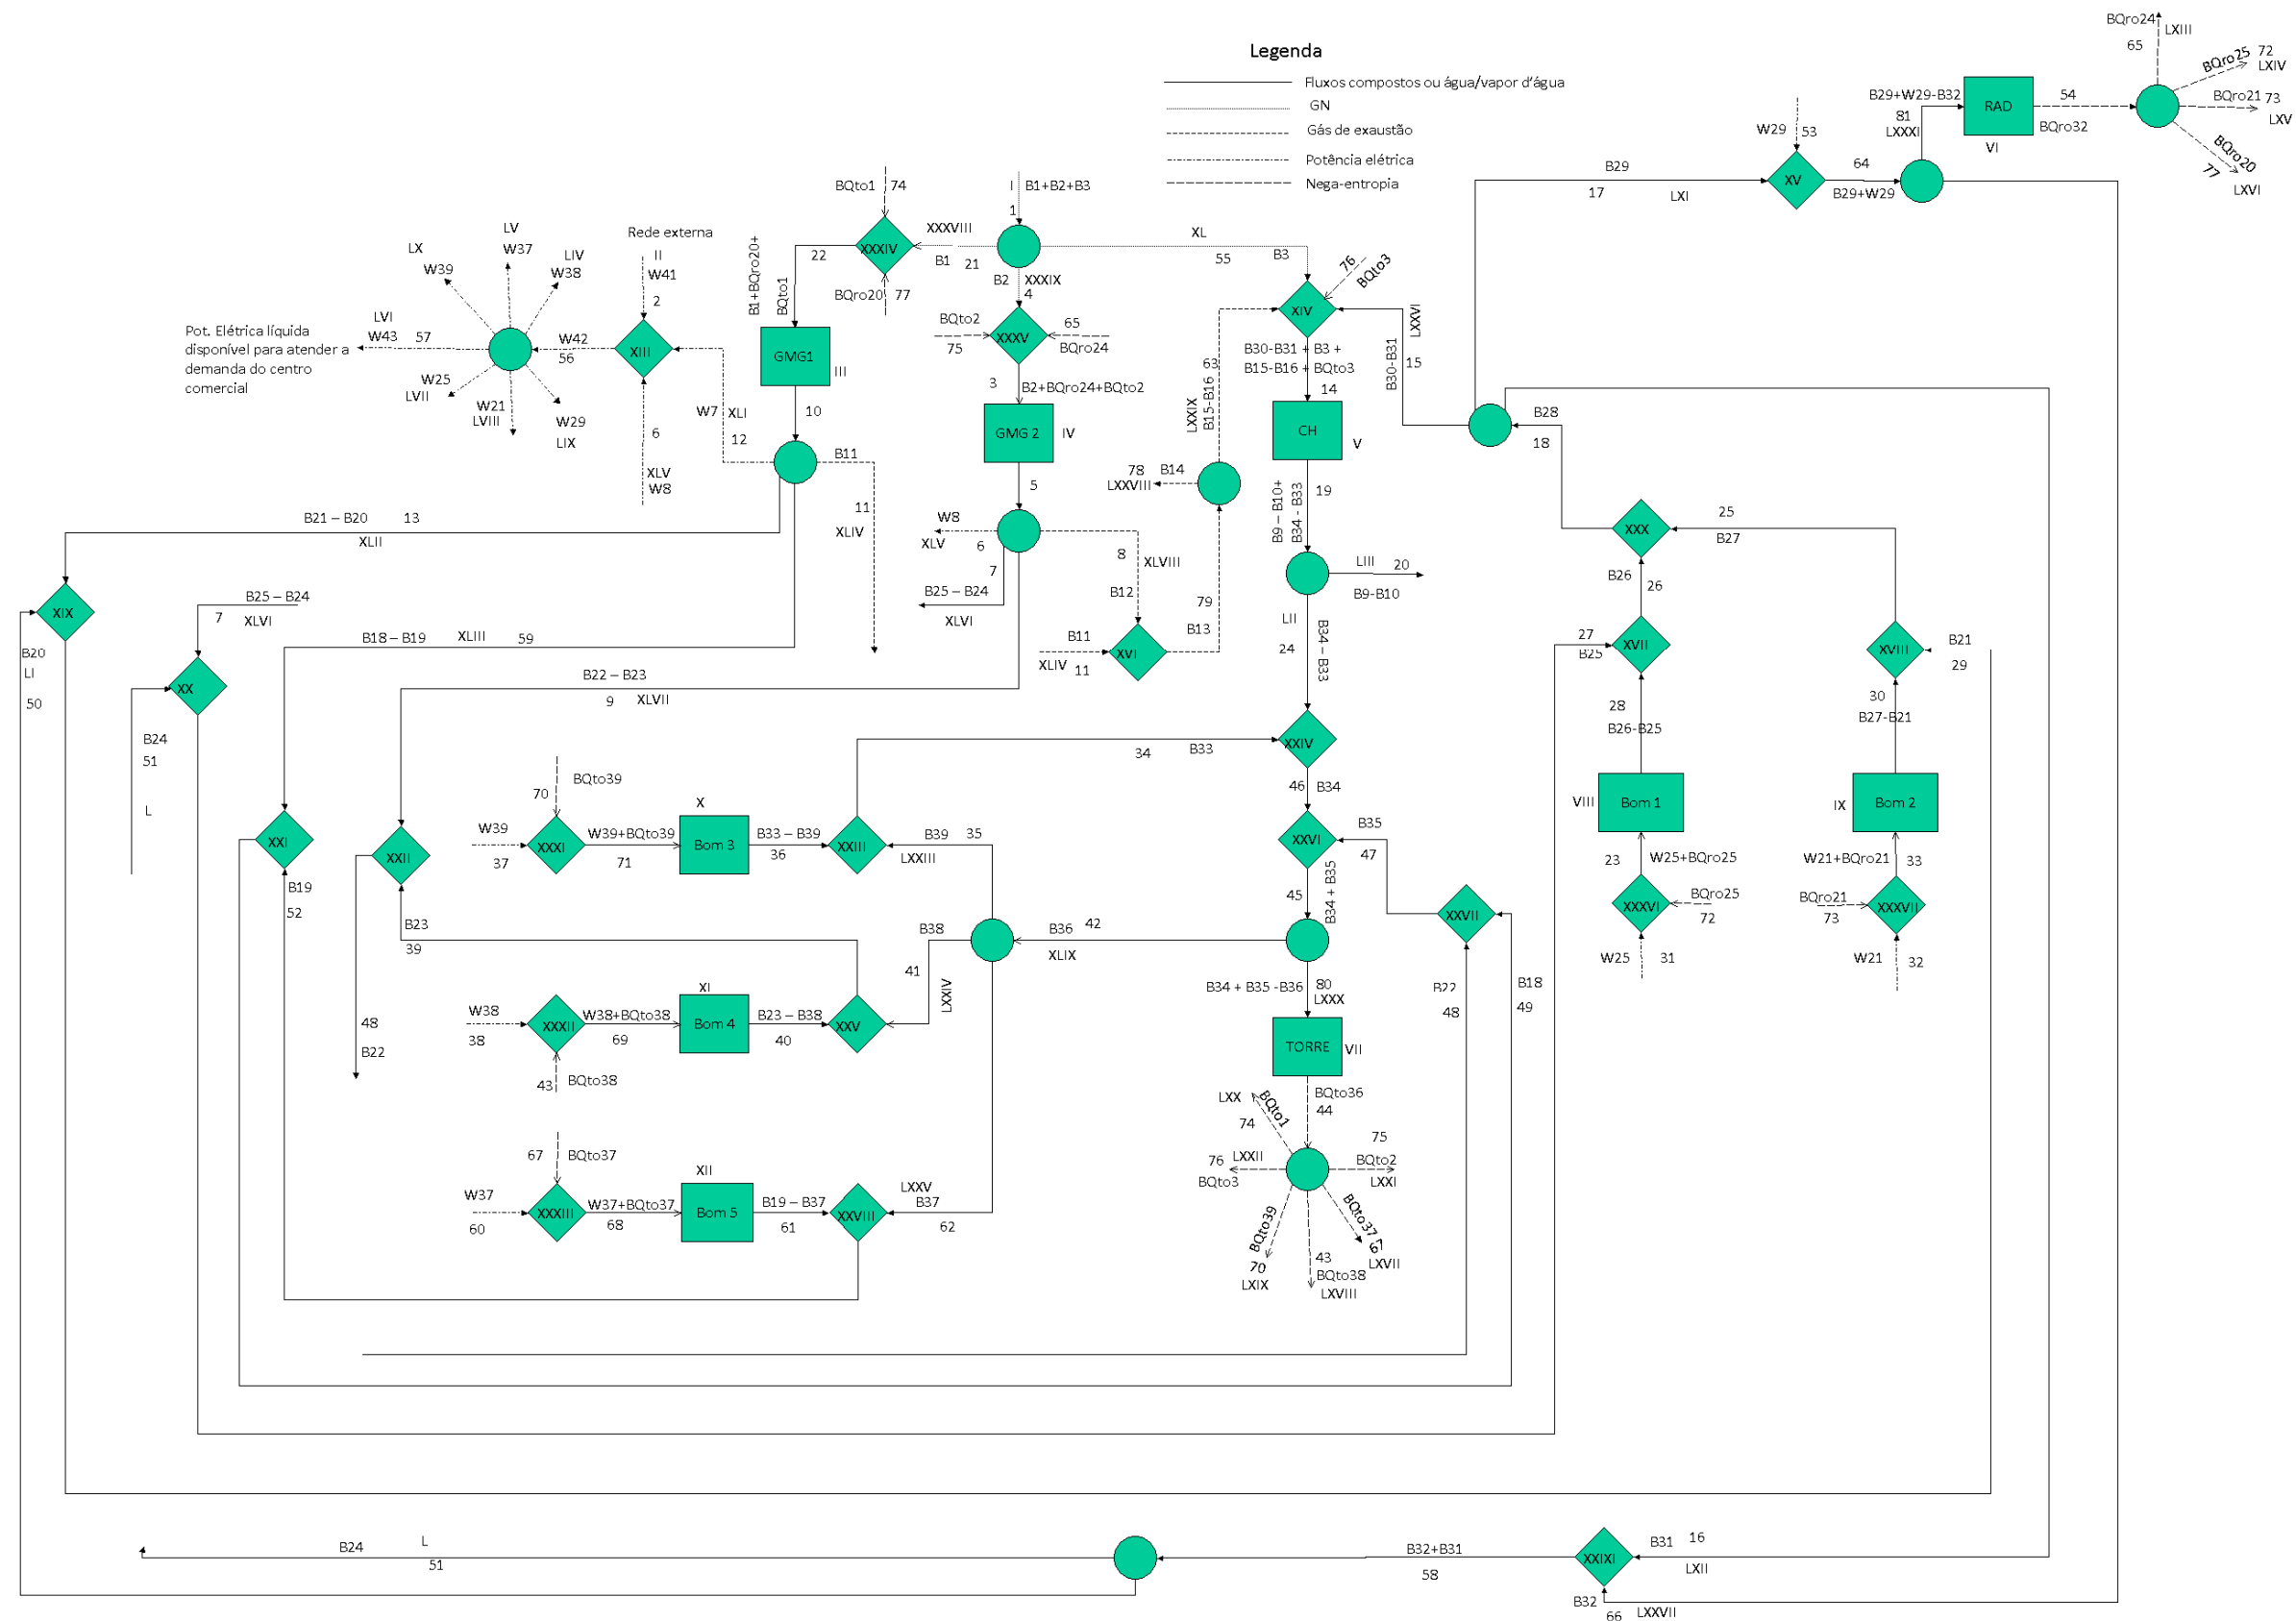 BQro24
LXIII
65
BQro25 72
LXIV
BQro21 73
LXV
BQro20
77
LXVI
Legenda
Fluxos compostos ou água/vapor d'água
GN
Gás de exaustão
Potência elétrica
Nega-entropia
B29+W29-B32
81
LXXXI
RAD
VI
54
BQro32
W29
53
B29
17
LXI
XV
64
B29+W29
BQto1
74
I
B1+B2+B3
1
XXXVIII
XXXIV
B1
21
22
B1+BQro20+
BQto1
BQro20
77
B2
XXXIX
4
XL
55
B3
76
BQto3
XIV
LXXVI
B30-B31
15
LX
LV
W37
LIV
W38
W39
Rede externa
II
W41
2
LVI
W43
57
Pot. Elétrica líquida
disponível para atender a
demanda do centro
comercial
W42
56
XIII
W25
LVII
W21
LVIII
W29
LIX
6
XLV
W8
W7
XLI
12
GMG1
III
10
BQto2
75
XXXV
65
BQro24
3
B2+BQro24+BQto2
GMG 2
IV
5
B30-B31 + B3 +
B15-B16 + BQto3
14
63
LXXIX
B15-B16
CH
V
B28
18
B11
11
XLIV
78
B14
LXXVIII
19
B9 – B10+
B34 - B33
B21 – B20
13
XLII
W8
XLV
6
7
8
XLVIII
B12
B25 – B24
XLVI
79
B13
B11
XLIV
11
XVI
LIII
20
B9-B10
LII
24
B34 – B33
XXX
25
B27
B26
26
27
B25
XVII
XVIII
B21
29
XIX
B20
LI
50
B25 – B24
7
XLVI
XX
B24
51
L
B18 – B19
XLIII
59
B22 – B23
9
XLVII
28
B26-B25
30
B27-B21
34
B33
XXIV
46
B34
BQto39
70
X
W39
37
XXXI
W39+BQto39
71
Bom 3
B33 – B39
36
XXIII
B39
35
LXXIII
XXVI
B35
47
VIII
Bom 1
IX
Bom 2
XXI
XXII
B19
52
B23
39
B38
41
LXXIV
B36
42
XLIX
45
B34 + B35
XXVII
23
W25+BQro25
W21+BQro21
33
XXXVI
BQro25
72
BQro21
73
XXXVII
W25
31
W21
32
XI
W38
38
XXXII
W38+BQto38
69
Bom 4
B23 – B38
40
XXV
43
BQto38
48
B22
B34 + B35 -B36
80
LXXX
B22
48
B18
49
TORRE
VII
BQto36
44
LXX
BQto1
74
75
BQto2
LXXI
76
LXXII
BQto3
BQto39
70
LXIX
43
BQto38
LXVIII
BQto37
67
LXVII
67
BQto37
XII
W37
60
XXXIII
W37+BQto37
68
Bom 5
B19 – B37
61
XXVIII
LXXV
B37
62
B24
L
51
B32+B31
58
XXIXI
B31
16
LXII
B32
66
LXXVII